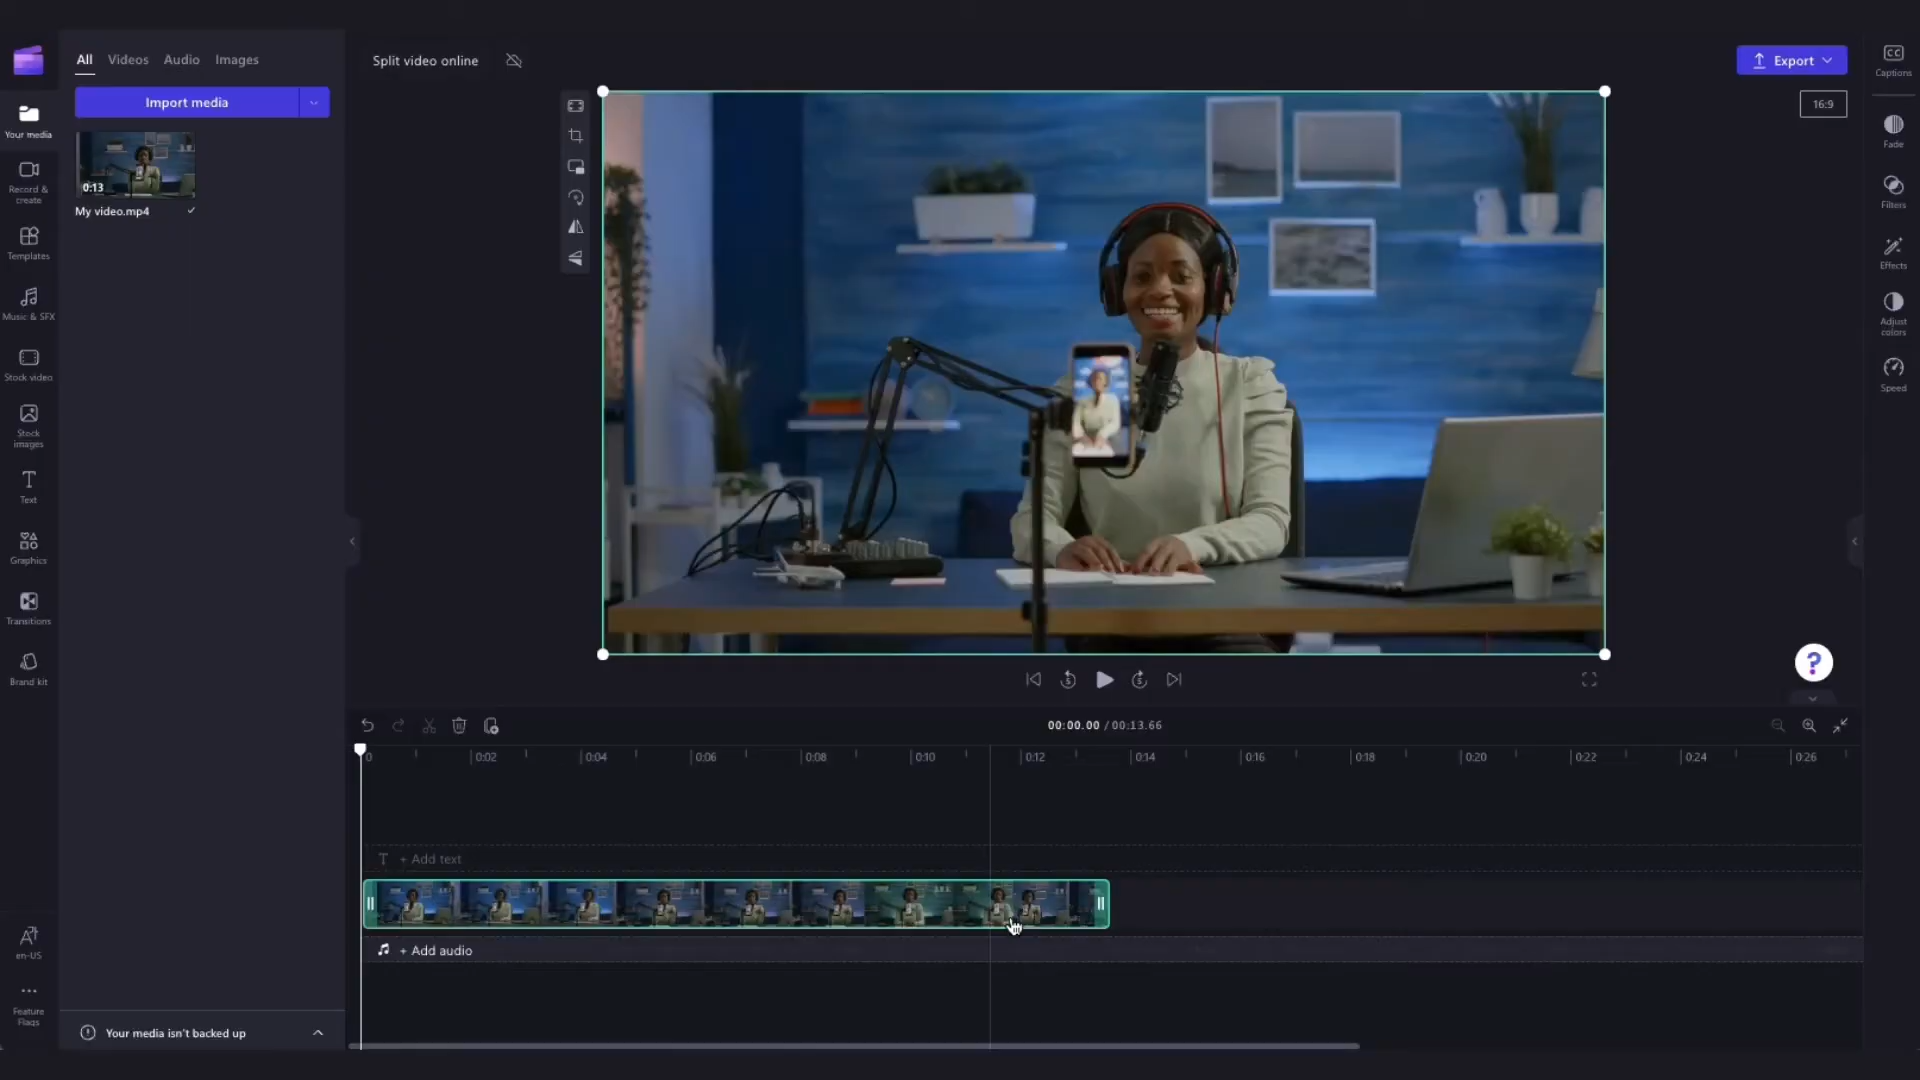 All Videos Audio Images
Split video online
Export
CC
Captions
Import media
16:9
Your media
0:13
My video.mp4
Fade
Record &
create
Filters
Templates
Effects
Music & SFX
Adjust
colors
Stock video
Speed
Stock
images
T
Text
Graphics
Transitions
Brand kit
5
5
?
00:00.00 / 00:13.66
0 0:02 0:04 0:06 0:08 0:10 0:12 0:14 0:16 0:18 0:20 0:22 0:24 0:26
T + Add text
+ Add audio
en-US
Feature
Flags
Your media isn't backed up